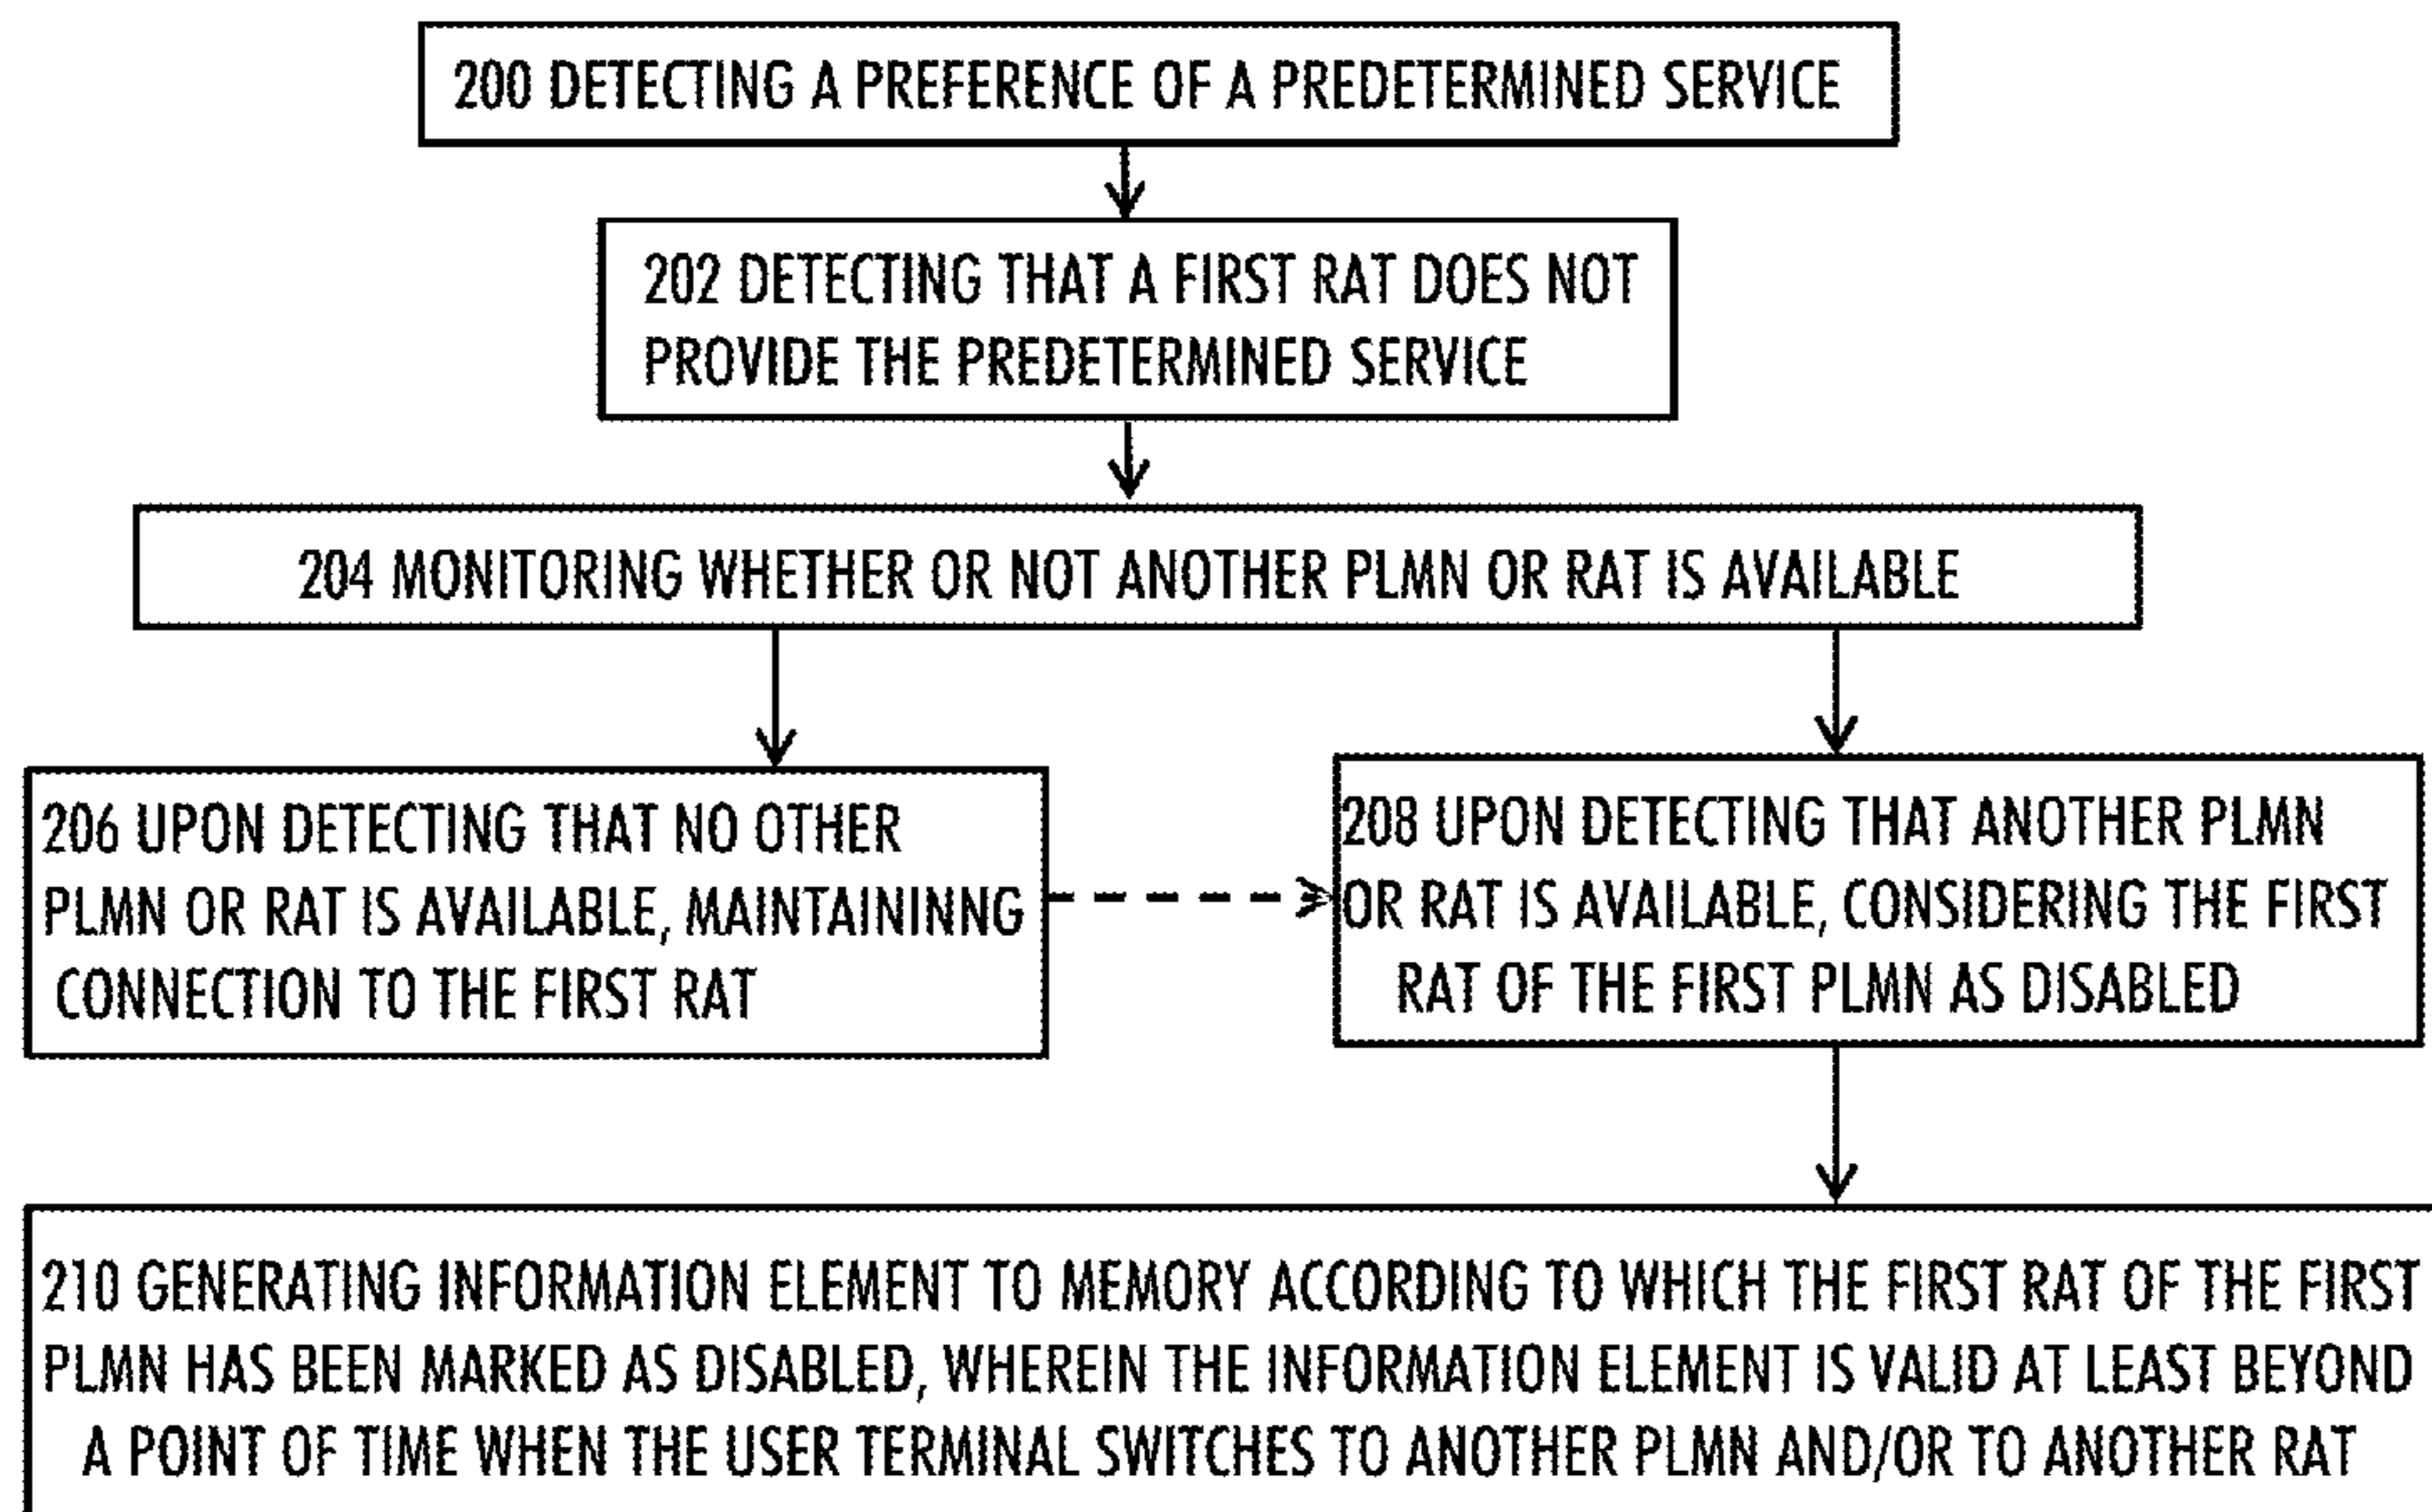 200 DETECTING A PREFERENCE OF A PREDETERMINED SERVICE
202 DETECTING THAT A FIRST RAT DOES NOT
PROVIDE THE PREDETERMINED SERVICE
204 MONITORING WHETHER OR NOT ANOTHER PLMN OR RAT IS AVAILABLE
206 UPON DETECTING THAT NO OTHER
PLMN OR RAT IS AVAILABLE, MAINTAININNG
CONNECTION TO THE FIRST RAT
208 UPON DETECTING THAT ANOTHER PLMN
OR RAT IS AVAILABLE, CONSIDERING THE FIRST
RAT OF THE FIRST PLMN AS DISABLED
210 GENERATING INFORMATION ELEMENT TO MEMORY ACCORDING TO WHICH THE FIRST RAT OF THE FIRST
PLMN HAS BEEN MARKED AS DISABLED, WHEREIN THE INFORMATION ELEMENT IS VALID AT LEAST BEYOND
A POINT OF TIME WHEN THE USER TERMINAL SWITCHES TO ANOTHER PLMN AND/OR TO ANOTHER RAT